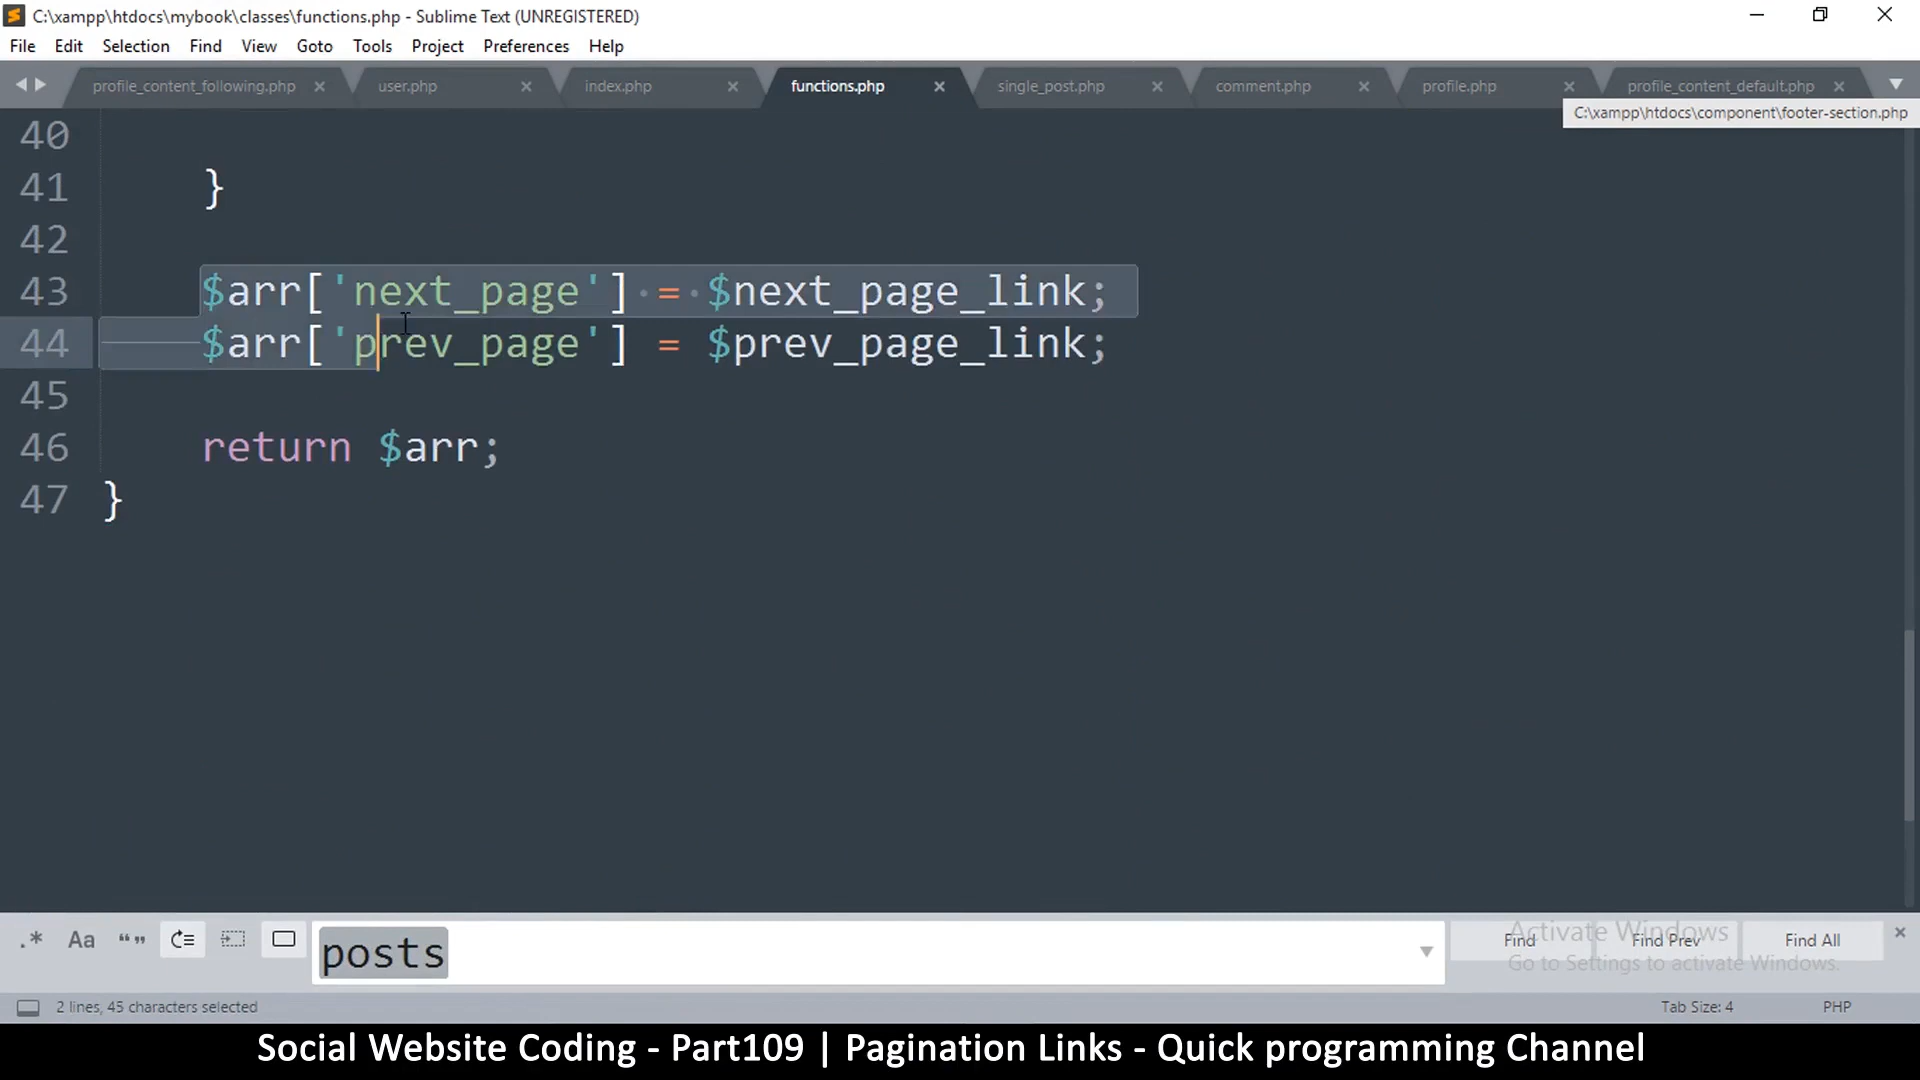 C:\xampp\htdocs\mybook\classes\functions.php - Sublime Text (UNREGISTERED)
File Edit Selection Find View Goto Tools Project Preferences Help
profile_content_following.php user.php index.php functions.php single_post.php comment.php profile.php profile_content_default.php
C:\xampp\htdocs\component\footer-section.php
40
41 }
42
43 $arr['next_page'] = $next_page_link;
44 $arr['prev_page'] = $prev_page_link;
45
46 return $arr;
47 }
.* Aa “” posts Find Find Prev Find All
Activate Windows
Go to Settings to activate Windows.
2 lines, 45 characters selected Tab Size: 4 PHP
Social Website Coding - Part109 | Pagination Links - Quick programming Channel